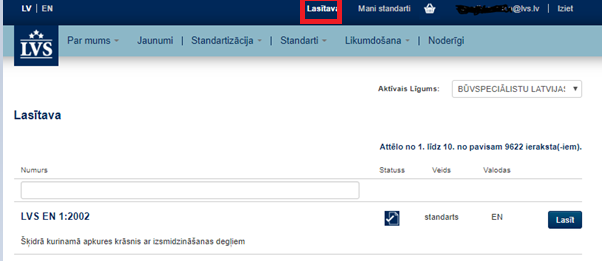 LV | EN Lasītava Mani standarti @lvs.lv | Iziet
LVS Par mums | Jaunumi | Standartizācija | Standarti | Likumdošana | Noderīgi
Aktīvais Līgums: BŪVSPECIĀLISTU LATVIJAS
Lasītava
Attēlo no 1. līdz 10. no pavisam 9622 ieraksta(-iem).
Numurs Statuss Veids Valodas
LVS EN 1:2002 standarts EN Lasīt
Šķidrā kurināmā apkures krāsnis ar izsmidzināšanas degļiem